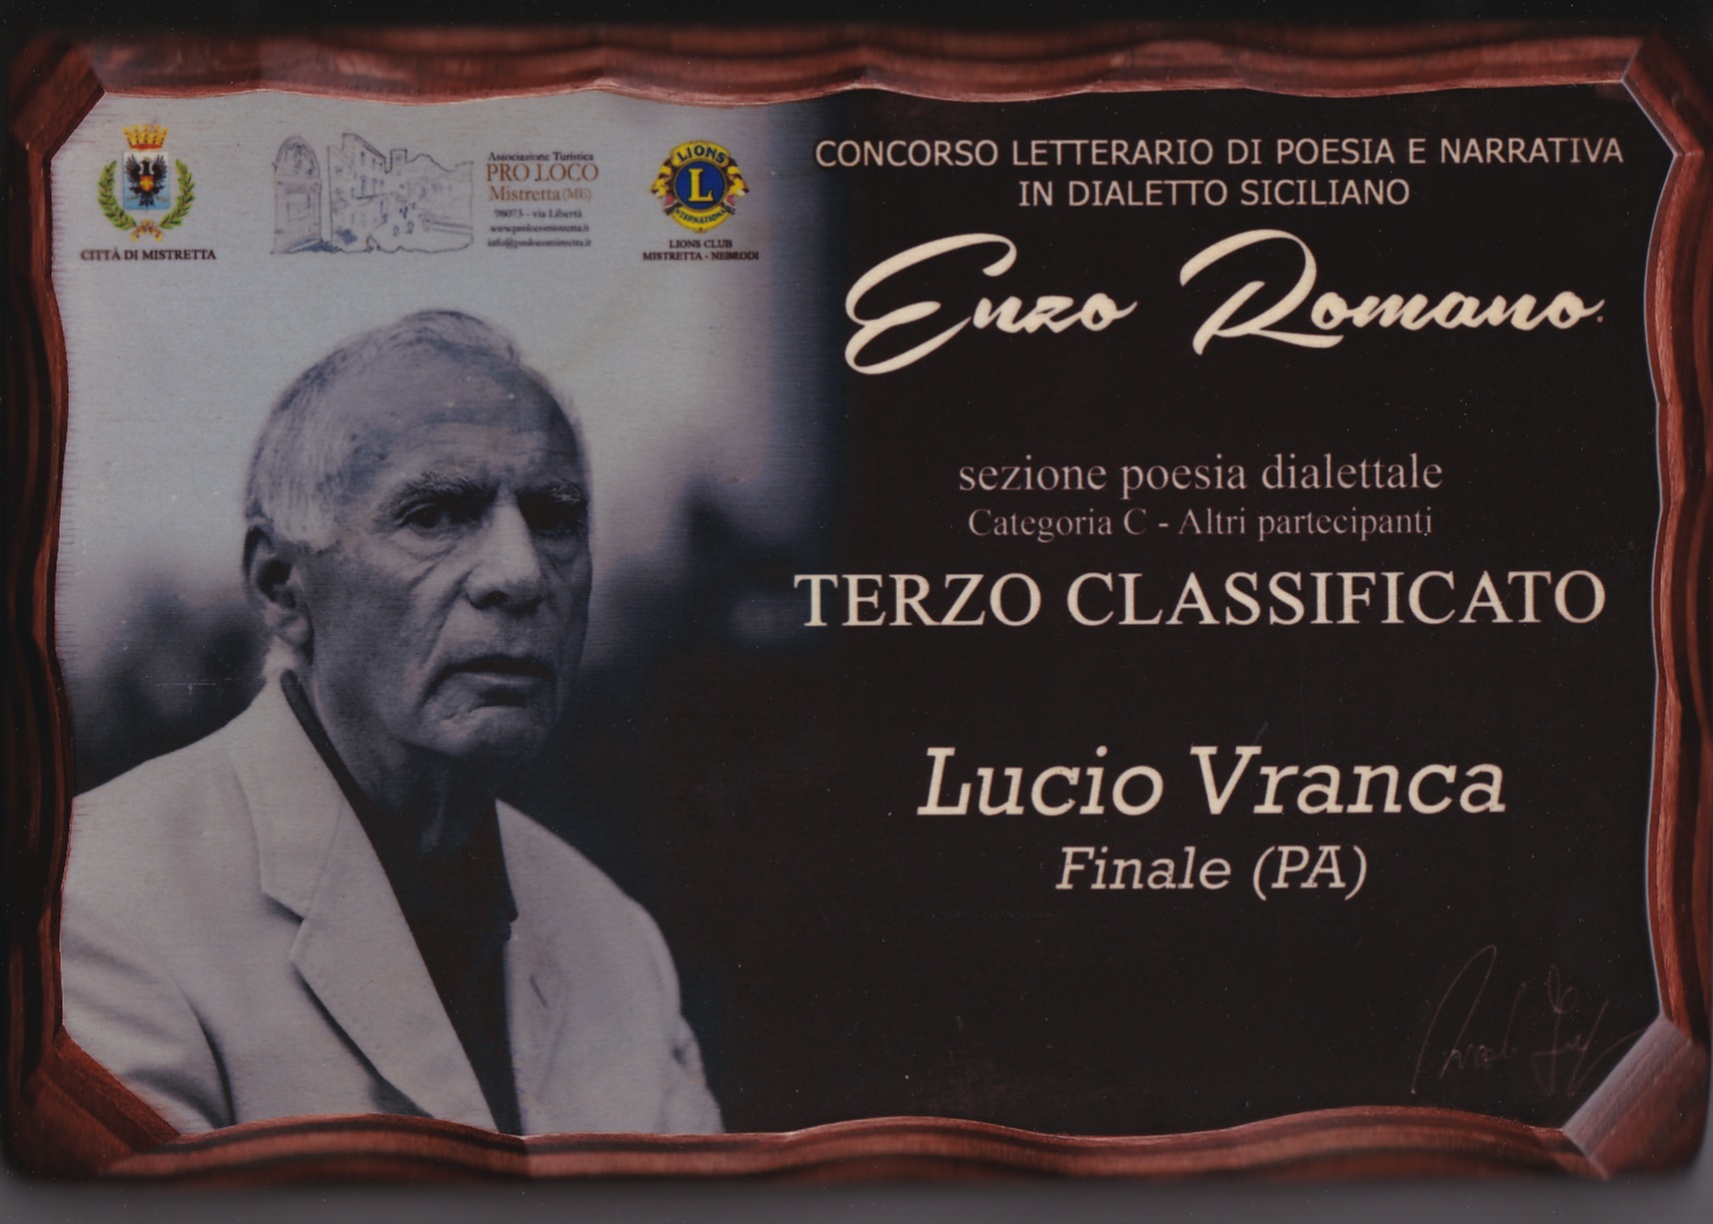 CITTÀ DI MISTRETTA
Associazione Turistica
PRO LOCO
Mistretta (ME)
98073 - via Libertà
www.prolocomistretta.it
info@prolocomistretta.it
LIONS
L
INTERNATIONAL
LIONS CLUB
MISTRETTA - NEBRODI
CONCORSO LETTERARIO DI POESIA E NARRATIVA
IN DIALETTO SICILIANO
Enzo Romano
sezione poesia dialettale
Categoria C - Altri partecipanti
TERZO CLASSIFICATO
Lucio Vranca
Finale (PA)